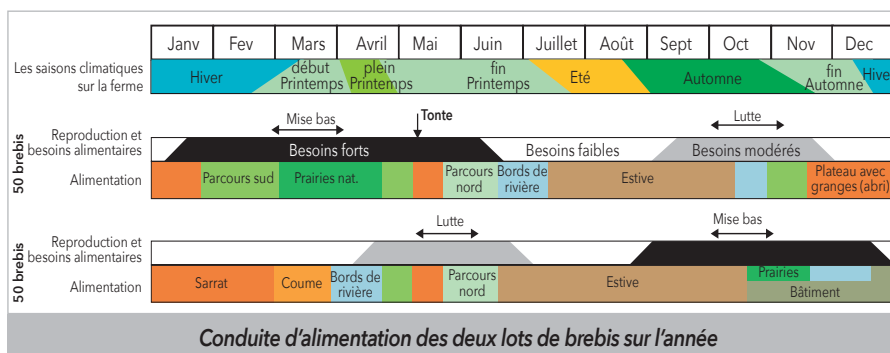 Janv Fev Mars Avril Mai Juin Juillet Août Sept Oct Nov Dec
Les saisons climatiques
sur la ferme
Hiver
début
Printemps
plein
Printemps
fin
Printemps
Eté
Automne
fin
Automne
Hive
50 brebis
Mise bas
Tonte
Lutte
Reproduction et
besoins alimentaires
Besoins forts
Besoins faibles
Besoins modérés
Alimentation
Parcours sud
Prairies nat.
Parcours
nord
Bords de
rivière
Estive
Plateau avec
granges (abri)
50 brebis
Lutte
Mise bas
Reproduction et
besoins alimentaires
Alimentation
Sarrat
Coume
Bords de
rivière
Parcours
nord
Estive
Prairies
Bâtiment
Conduite d'alimentation des deux lots de brebis sur l'année